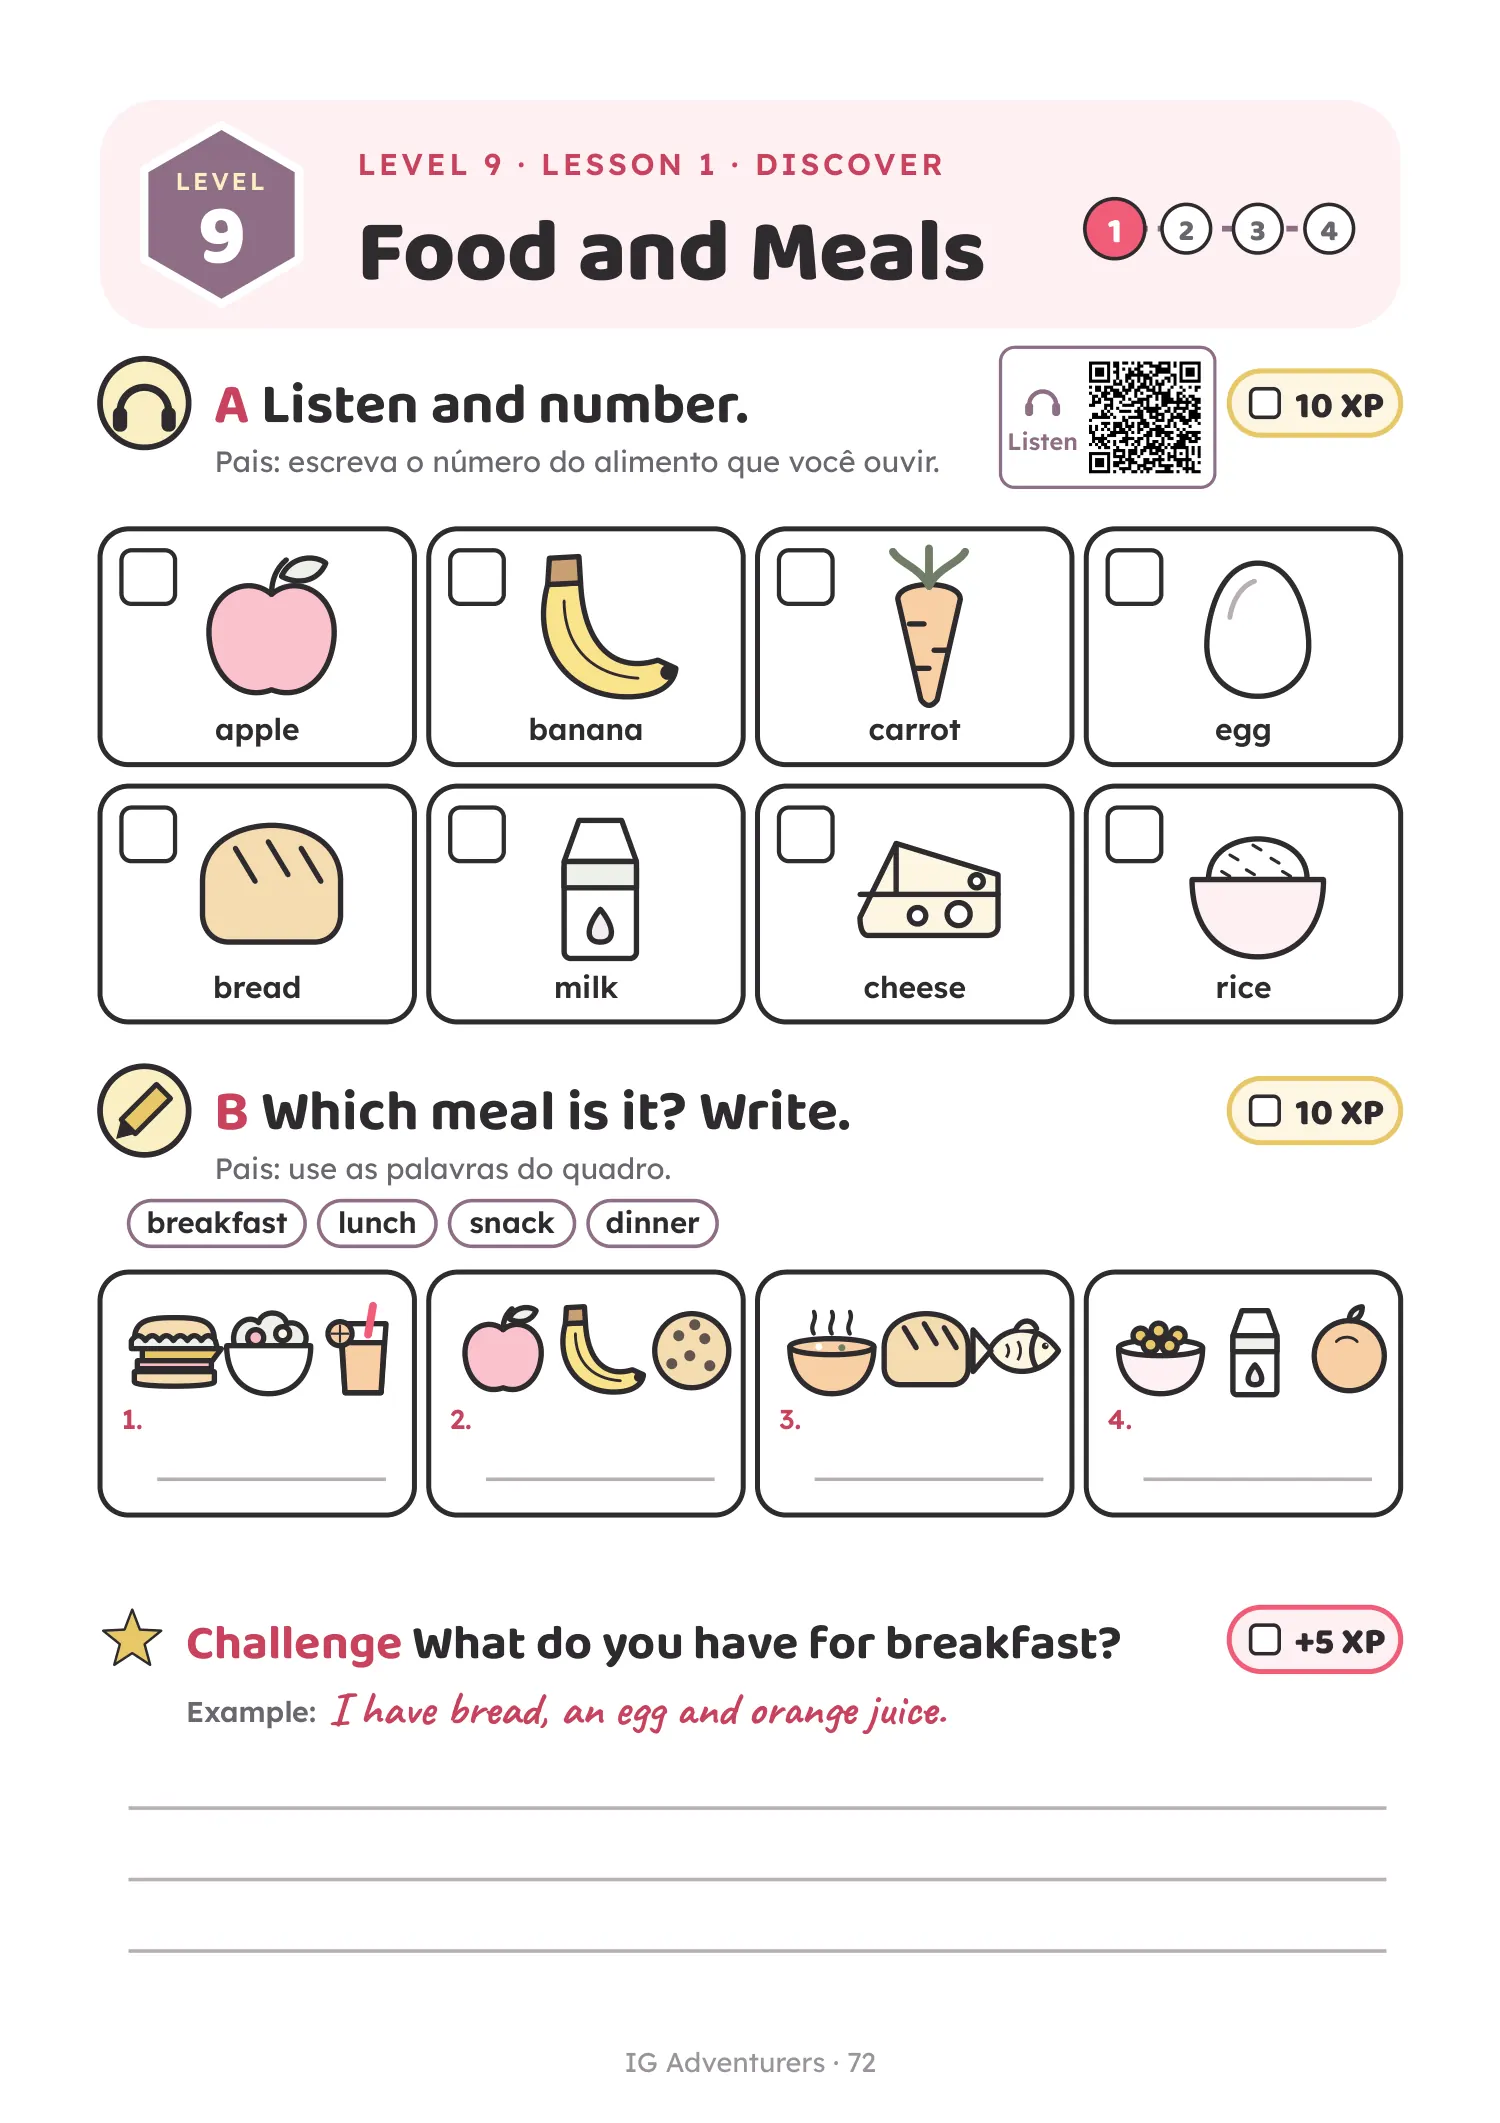 LEVEL
9
LEVEL 9 · LESSON 1 · DISCOVER
Food and Meals
1 2 3 4
A Listen and number.
Pais: escreva o número do alimento que você ouvir.
Listen
10 XP
apple
banana
carrot
egg
bread
milk
cheese
rice
B Which meal is it? Write.
10 XP
Pais: use as palavras do quadro.
breakfast lunch snack dinner
1.
2.
3.
4.
Challenge What do you have for breakfast?
+5 XP
Example: I have bread, an egg and orange juice.
IG Adventurers · 72